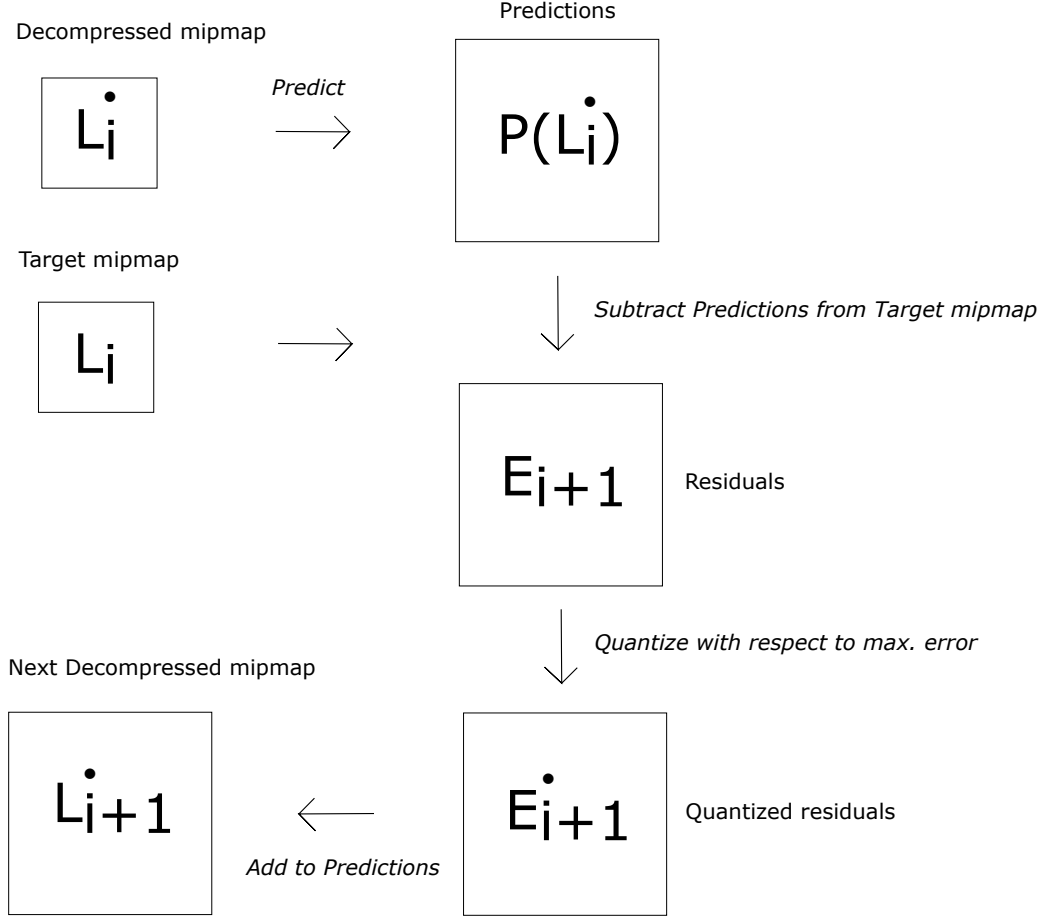 Predictions
Decompressed mipmap
L̇i
Predict
P(L̇i)
Target mipmap
Li
Subtract Predictions from Target mipmap
Ei+1
Residuals
Quantize with respect to max. error
Next Decompressed mipmap
L̇i+1
Ėi+1
Quantized residuals
Add to Predictions